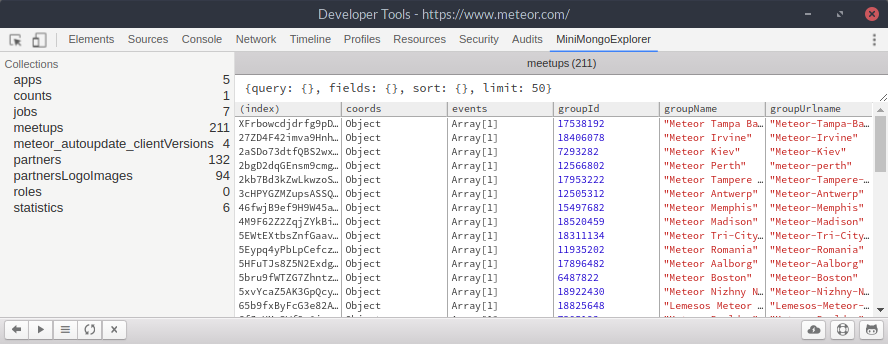 Developer Tools - https://www.meteor.com/
Elements Sources Console Network Timeline Profiles Resources Security Audits MiniMongoExplorer
Collections
apps 5
counts 1
jobs 7
meetups 211
meteor_autoupdate_clientVersions 4
partners 132
partnersLogoImages 94
roles 0
statistics 6
meetups (211)
{query: {}, fields: {}, sort: {}, limit: 50}
(index) coords events groupId groupName groupUrlname
XFrbowcdjdrfg9pD… Object Array[1] 17538192 "Meteor Tampa Ba… "Meteor-Tampa-Ba…
27ZD4F42imva9Hnh… Object Array[1] 18406078 "Meteor Irvine" "Meteor-Irvine"
2aSDo73dtfQBS2wx… Object Array[1] 7293282 "Meteor Kiev" "Meteor-Kiev"
2bgD2dqGEnsm9cmg… Object Array[1] 12566802 "Meteor Perth" "meteor-perth"
2kb7Bd3kZwLkwzoS… Object Array[1] 17953222 "Meteor Tampere … "Meteor-Tampere-…
3cHPYGZMZupsASSQ… Object Array[1] 12505312 "Meteor Antwerp" "Meteor-Antwerp"
46fwjB9ef9H9W45a… Object Array[1] 15497682 "Meteor Memphis" "Meteor-Memphis"
4M9F62Z2ZqjZYkBi… Object Array[1] 18520459 "Meteor Madison" "Meteor-Madison"
5EWtEXtbsZnfGaav… Object Array[1] 18311134 "Meteor Tri-City… "Meteor-Tri-City…
5Eypq4yPbLpCefcz… Object Array[1] 11935202 "Meteor Romania" "Meteor-Romania"
5HFuTJs8Z5N2Exdg… Object Array[1] 17896482 "Meteor Aalborg" "Meteor-Aalborg"
5bru9fWTZG7Zhntz… Object Array[1] 6487822 "Meteor Boston" "Meteor-Boston"
5xvYcaZ5AK3GpQcy… Object Array[1] 18922430 "Meteor Nizhny N… "Meteor-Nizhny-N…
65b9fxByFcG3e82A… Object Array[1] 18825648 "Lemesos Meteor … "Lemesos-Meteor-…